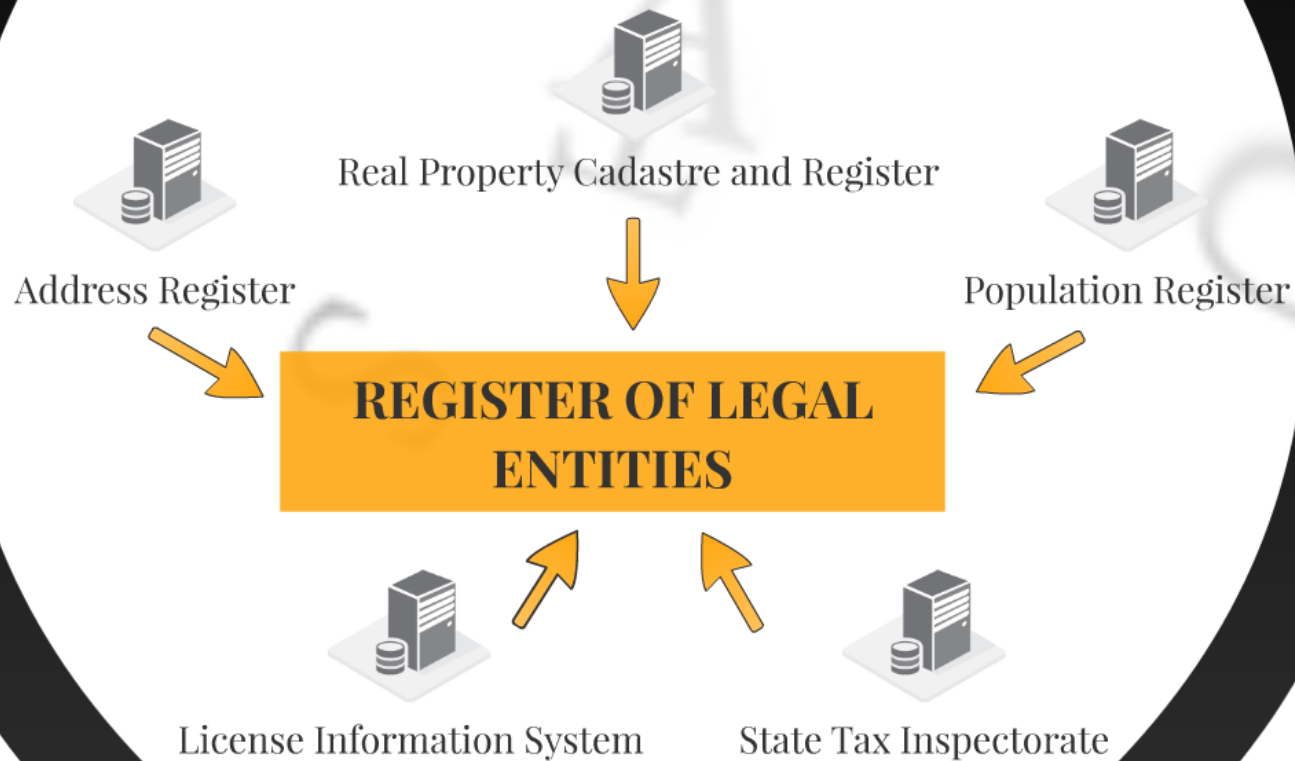 Real Property Cadastre and Register
Address Register
Population Register
REGISTER OF LEGAL
ENTITIES
License Information System
State Tax Inspectorate